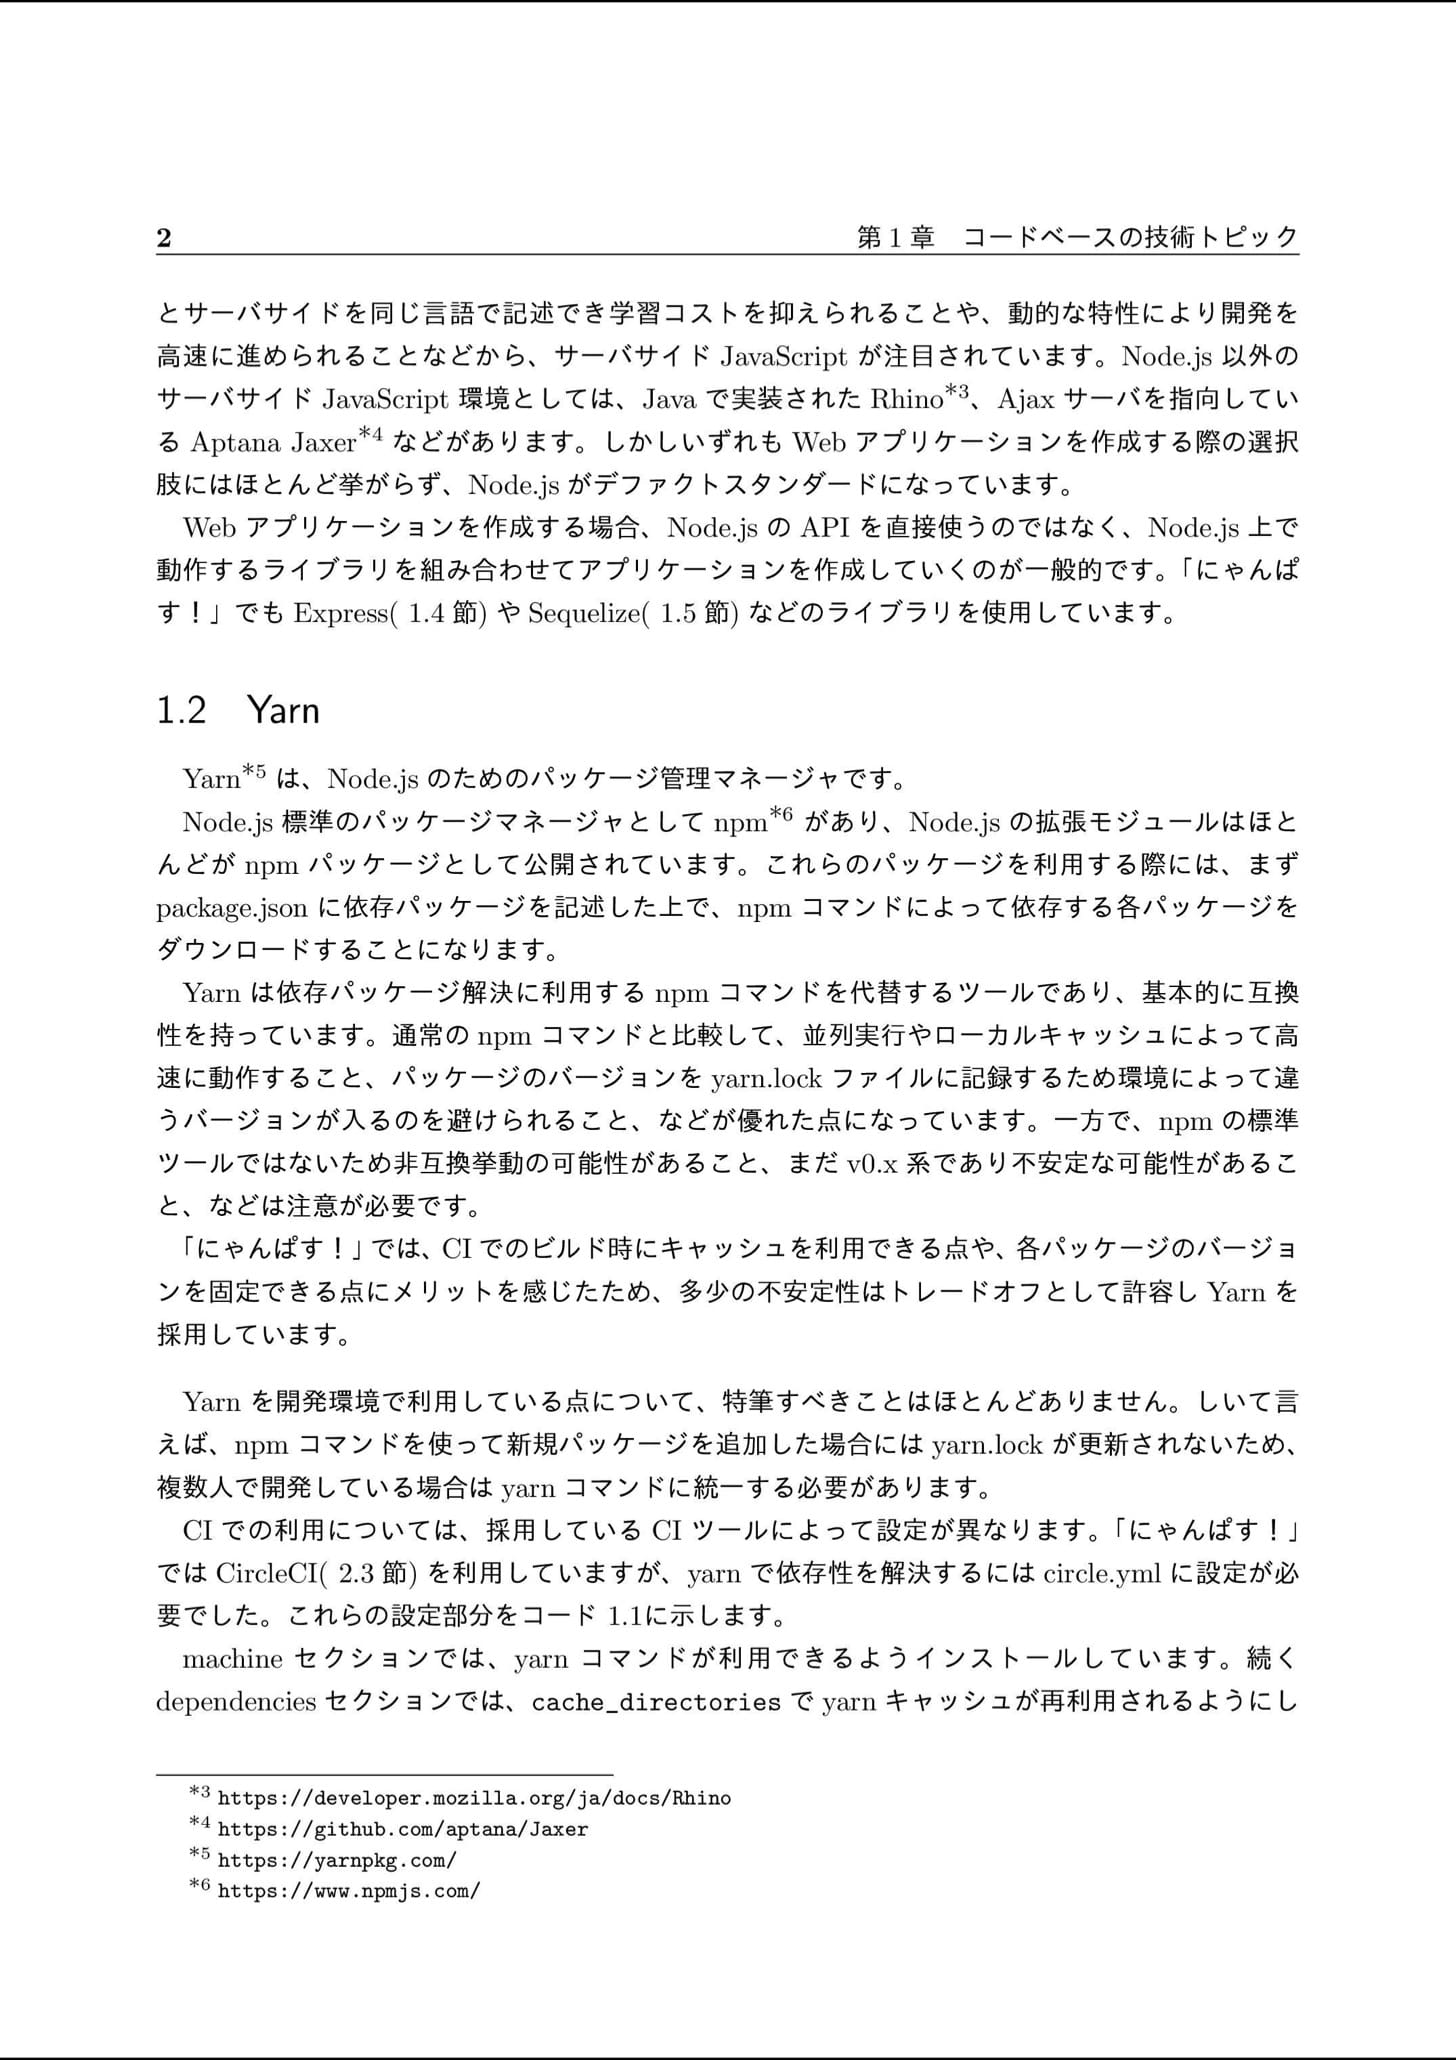 2 第 1 章　コードベースの技術トピック
とサーバサイドを同じ言語で記述でき学習コストを抑えられることや、動的な特性により開発を
高速に進められることなどから、サーバサイド JavaScript が注目されています。Node.js 以外の
サーバサイド JavaScript 環境としては、Java で実装された Rhino*3、Ajax サーバを指向してい
る Aptana Jaxer*4 などがあります。しかしいずれも Web アプリケーションを作成する際の選択
肢にはほとんど挙がらず、Node.js がデファクトスタンダードになっています。
Web アプリケーションを作成する場合、Node.js の API を直接使うのではなく、Node.js 上で
動作するライブラリを組み合わせてアプリケーションを作成していくのが一般的です。「にゃんぱ
す！」でも Express( 1.4 節) や Sequelize( 1.5 節) などのライブラリを使用しています。
1.2　Yarn
Yarn*5 は、Node.js のためのパッケージ管理マネージャです。
Node.js 標準のパッケージマネージャとして npm*6 があり、Node.js の拡張モジュールはほと
んどが npm パッケージとして公開されています。これらのパッケージを利用する際には、まず
package.json に依存パッケージを記述した上で、npm コマンドによって依存する各パッケージを
ダウンロードすることになります。
Yarn は依存パッケージ解決に利用する npm コマンドを代替するツールであり、基本的に互換
性を持っています。通常の npm コマンドと比較して、並列実行やローカルキャッシュによって高
速に動作すること、パッケージのバージョンを yarn.lock ファイルに記録するため環境によって違
うバージョンが入るのを避けられること、などが優れた点になっています。一方で、npm の標準
ツールではないため非互換挙動の可能性があること、まだ v0.x 系であり不安定な可能性があるこ
と、などは注意が必要です。
「にゃんぱす！」では、CI でのビルド時にキャッシュを利用できる点や、各パッケージのバージョ
ンを固定できる点にメリットを感じたため、多少の不安定性はトレードオフとして許容し Yarn を
採用しています。
Yarn を開発環境で利用している点について、特筆すべきことはほとんどありません。しいて言
えば、npm コマンドを使って新規パッケージを追加した場合には yarn.lock が更新されないため、
複数人で開発している場合は yarn コマンドに統一する必要があります。
CI での利用については、採用している CI ツールによって設定が異なります。「にゃんぱす！」
では CircleCI( 2.3 節) を利用していますが、yarn で依存性を解決するには circle.yml に設定が必
要でした。これらの設定部分をコード 1.1に示します。
machine セクションでは、yarn コマンドが利用できるようインストールしています。続く
dependencies セクションでは、cache_directories で yarn キャッシュが再利用されるようにし
*3 https://developer.mozilla.org/ja/docs/Rhino
*4 https://github.com/aptana/Jaxer
*5 https://yarnpkg.com/
*6 https://www.npmjs.com/